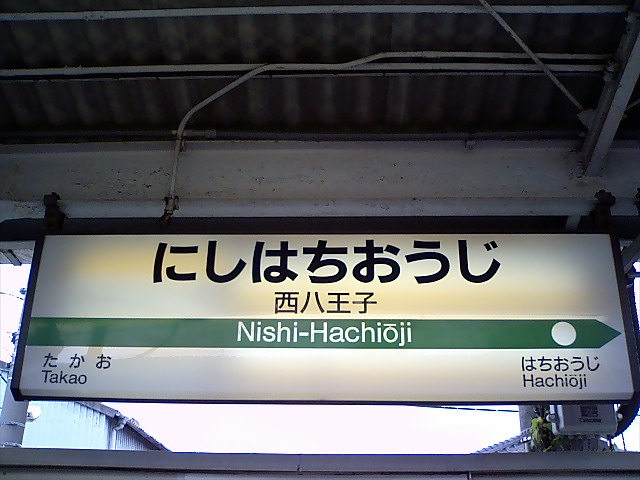 にしはちおうじ
西八王子
Nishi-Hachiōji
たかお
Takao
はちおうじ
Hachiōji